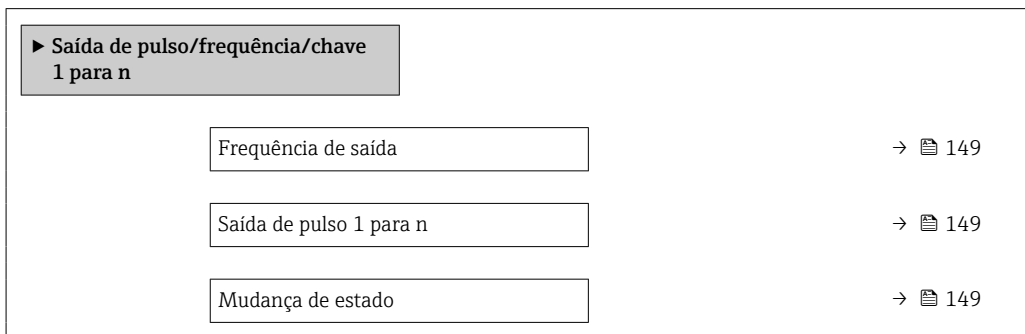 ▶ Saída de pulso/frequência/chave
1 para n
Frequência de saída → 149
Saída de pulso 1 para n → 149
Mudança de estado → 149